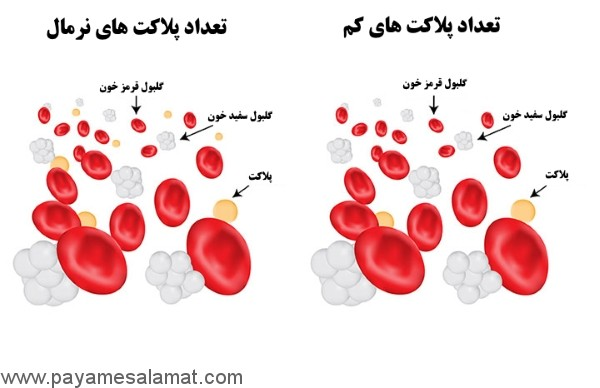 تعداد پلاکت های کم
گلبول قرمز خون
گلبول سفید خون
پلاکت
تعداد پلاکت های نرمال
گلبول قرمز خون
گلبول سفید خون
پلاکت
www.payamesalamat.com